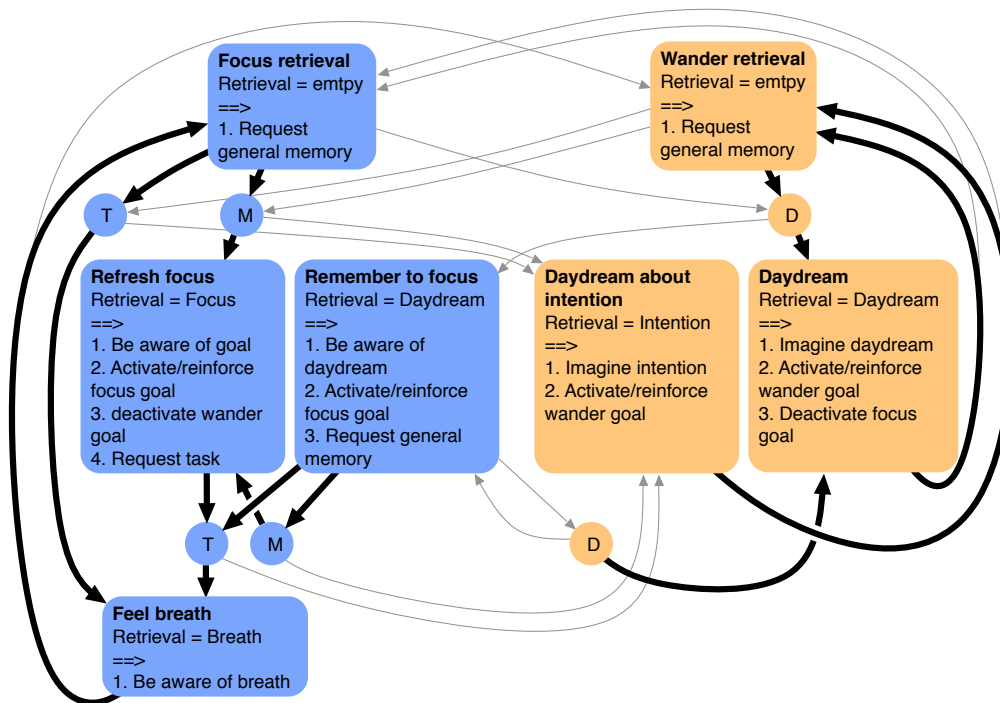 Focus retrieval
Retrieval = emtpy
==>
1. Request
general memory
Wander retrieval
Retrieval = emtpy
==>
1. Request
general memory
T
M
D
Refresh focus
Retrieval = Focus
==>
1. Be aware of goal
2. Activate/reinforce
focus goal
3. deactivate wander
goal
4. Request task
Remember to focus
Retrieval = Daydream
==>
1. Be aware of
daydream
2. Activate/reinforce
focus goal
3. Request general
memory
Daydream about
intention
Retrieval = Intention
==>
1. Imagine intention
2. Activate/reinforce
wander goal
Daydream
Retrieval = Daydream
==>
1. Imagine daydream
2. Activate/reinforce
wander goal
3. Deactivate focus
goal
T
M
D
Feel breath
Retrieval = Breath
==>
1. Be aware of breath